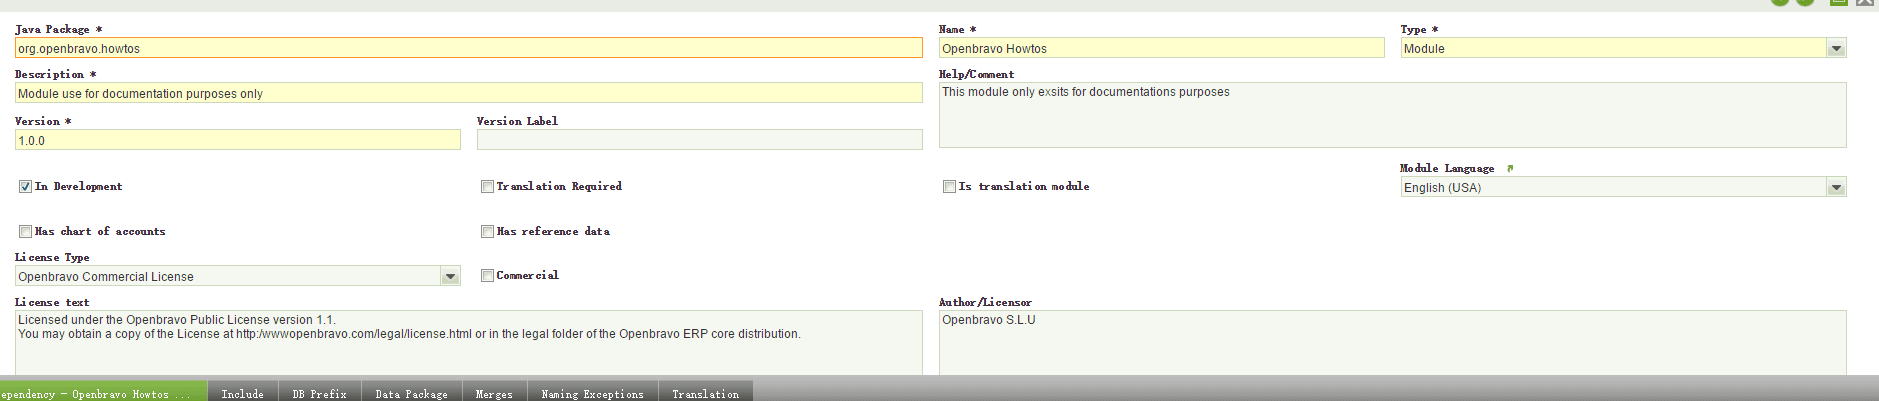 Java Package *
Name *
Type *
org.openbravo.howtos
Openbravo Howtos
Module
Description *
Help/Comment
Module use for documentation purposes only
This module only exsits for documentations purposes
Version *
Version Label
1.0.0
Module Language
In Development
Translation Required
Is translation module
English (USA)
Has chart of accounts
Has reference data
License Type
Openbravo Commercial License
Commercial
License text
Author/Licensor
Licensed under the Openbravo Public License version 1.1.
You may obtain a copy of the License at http:/wwwopenbravo.com/legal/license.html or in the legal folder of the Openbravo ERP core distribution.
Openbravo S.L.U
ependency - Openbravo Howtos ...
Include
DB Prefix
Data Package
Merges
Naming Exceptions
Translation